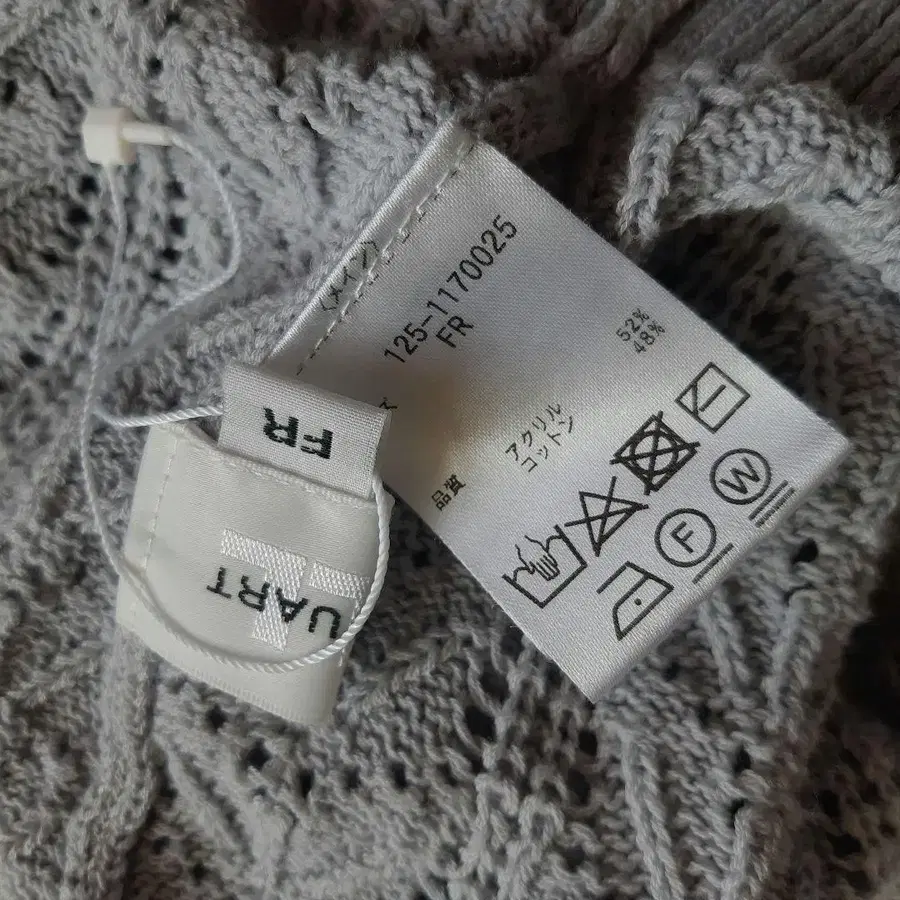 (メイン)
125-1170025
FR
ズ
品質
アクリル
コットン
52%
48%
F
W
FR
UART